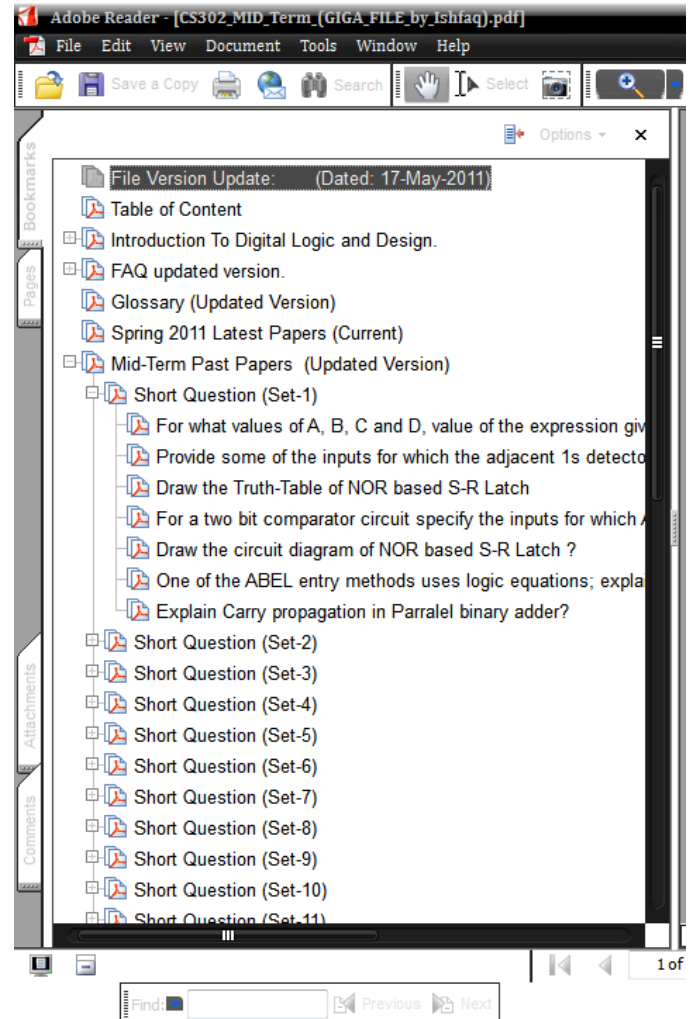 Adobe Reader - [CS302_MID_Term_(GIGA_FILE_by_Ishfaq).pdf]
File Edit View Document Tools Window Help
Save a Copy Search Select
Options
Bookmarks
Pages
Attachments
Comments
File Version Update: (Dated: 17-May-2011)
Table of Content
Introduction To Digital Logic and Design.
FAQ updated version.
Glossary (Updated Version)
Spring 2011 Latest Papers (Current)
Mid-Term Past Papers (Updated Version)
Short Question (Set-1)
For what values of A, B, C and D, value of the expression giv
Provide some of the inputs for which the adjacent 1s detecto
Draw the Truth-Table of NOR based S-R Latch
For a two bit comparator circuit specify the inputs for which A
Draw the circuit diagram of NOR based S-R Latch ?
One of the ABEL entry methods uses logic equations; explai
Explain Carry propagation in Parralel binary adder?
Short Question (Set-2)
Short Question (Set-3)
Short Question (Set-4)
Short Question (Set-5)
Short Question (Set-6)
Short Question (Set-7)
Short Question (Set-8)
Short Question (Set-9)
Short Question (Set-10)
Short Question (Set-11)
1 of
Find: Previous Next